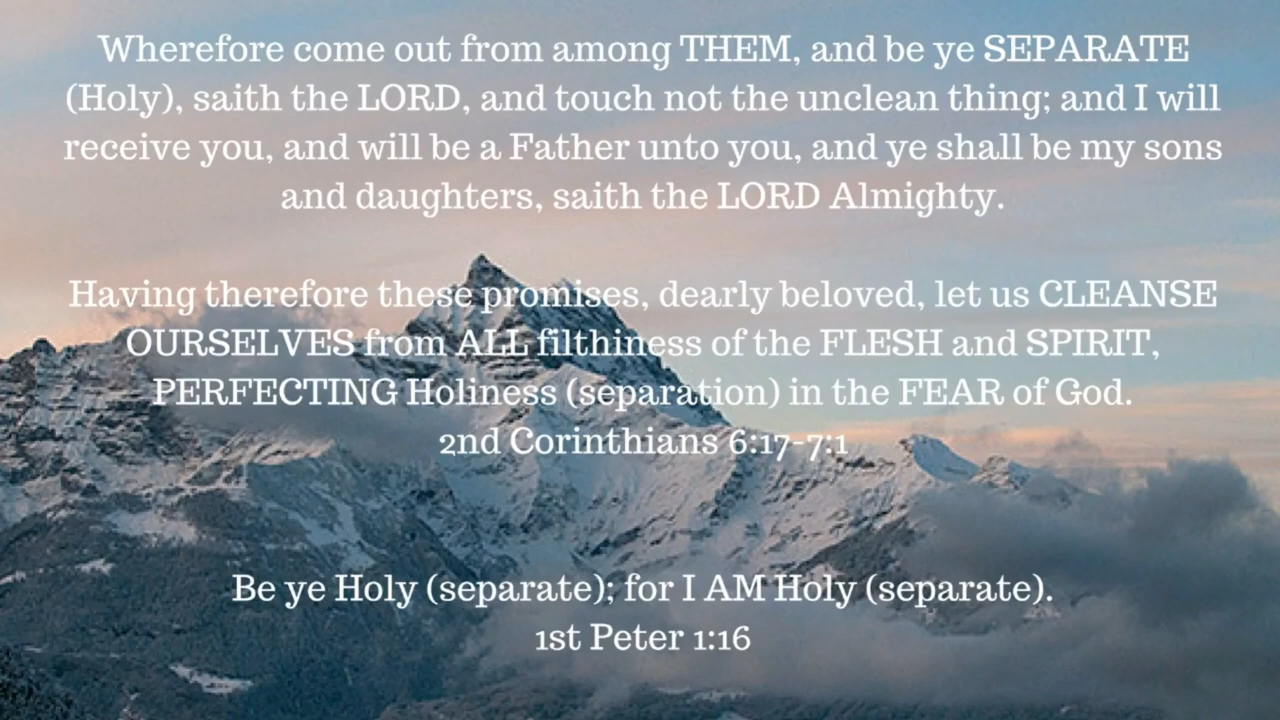 Wherefore come out from among THEM, and be ye SEPARATE
(Holy), saith the LORD, and touch not the unclean thing; and I will
receive you, and will be a Father unto you, and ye shall be my sons
and daughters, saith the LORD Almighty.
Having therefore these promises, dearly beloved, let us CLEANSE
OURSELVES from ALL filthiness of the FLESH and SPIRIT,
PERFECTING Holiness (separation) in the FEAR of God.
2nd Corinthians 6:17-7:1
Be ye Holy (separate); for I AM Holy (separate).
1st Peter 1:16